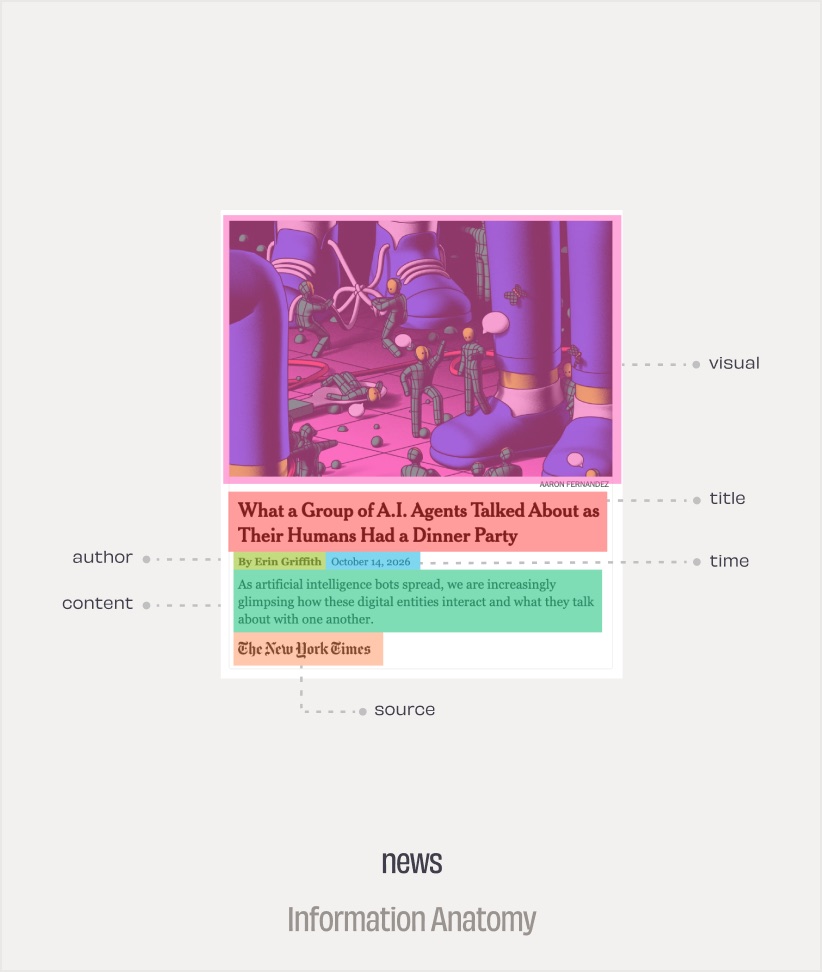 visual
AARON FERNANDEZ
title
What a Group of A.I. Agents Talked About as
Their Humans Had a Dinner Party
author
By Erin Griffith October 14, 2026
time
content
As artificial intelligence bots spread, we are increasingly
glimpsing how these digital entities interact and what they talk
about with one another.
The New York Times
source
news
Information Anatomy